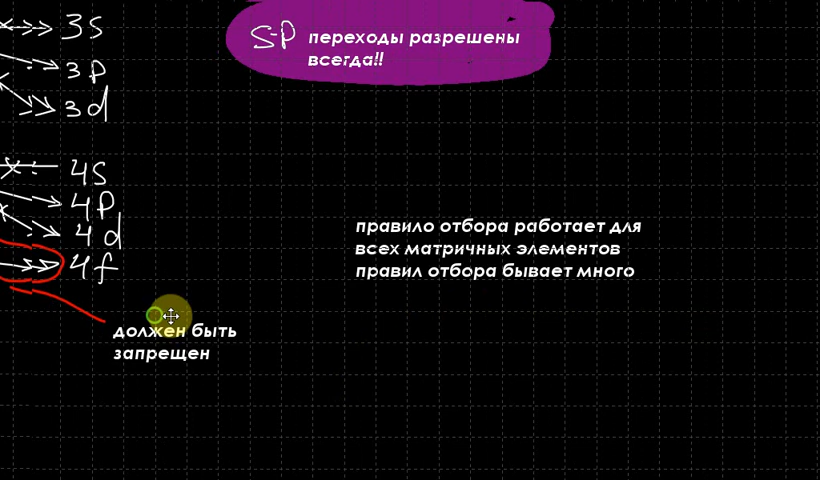 3s
3p
3d
S-P переходы разрешены
всегда!!
4s
4p
4d
4f
правило отбора работает для
всех матричных элементов
правил отбора бывает много
должен быть
запрещен